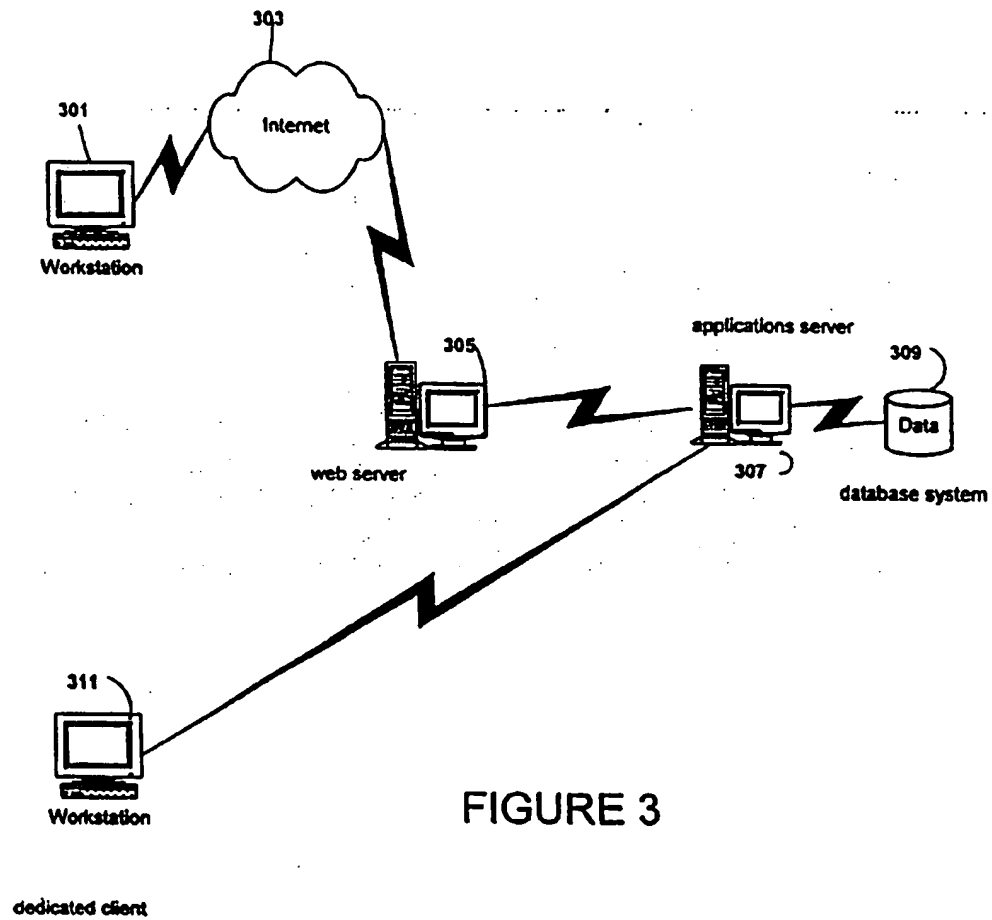 303
301
Internet
Workstation
applications server
305
309
Data
web server
307
database system
311
Workstation
FIGURE 3
dedicated client